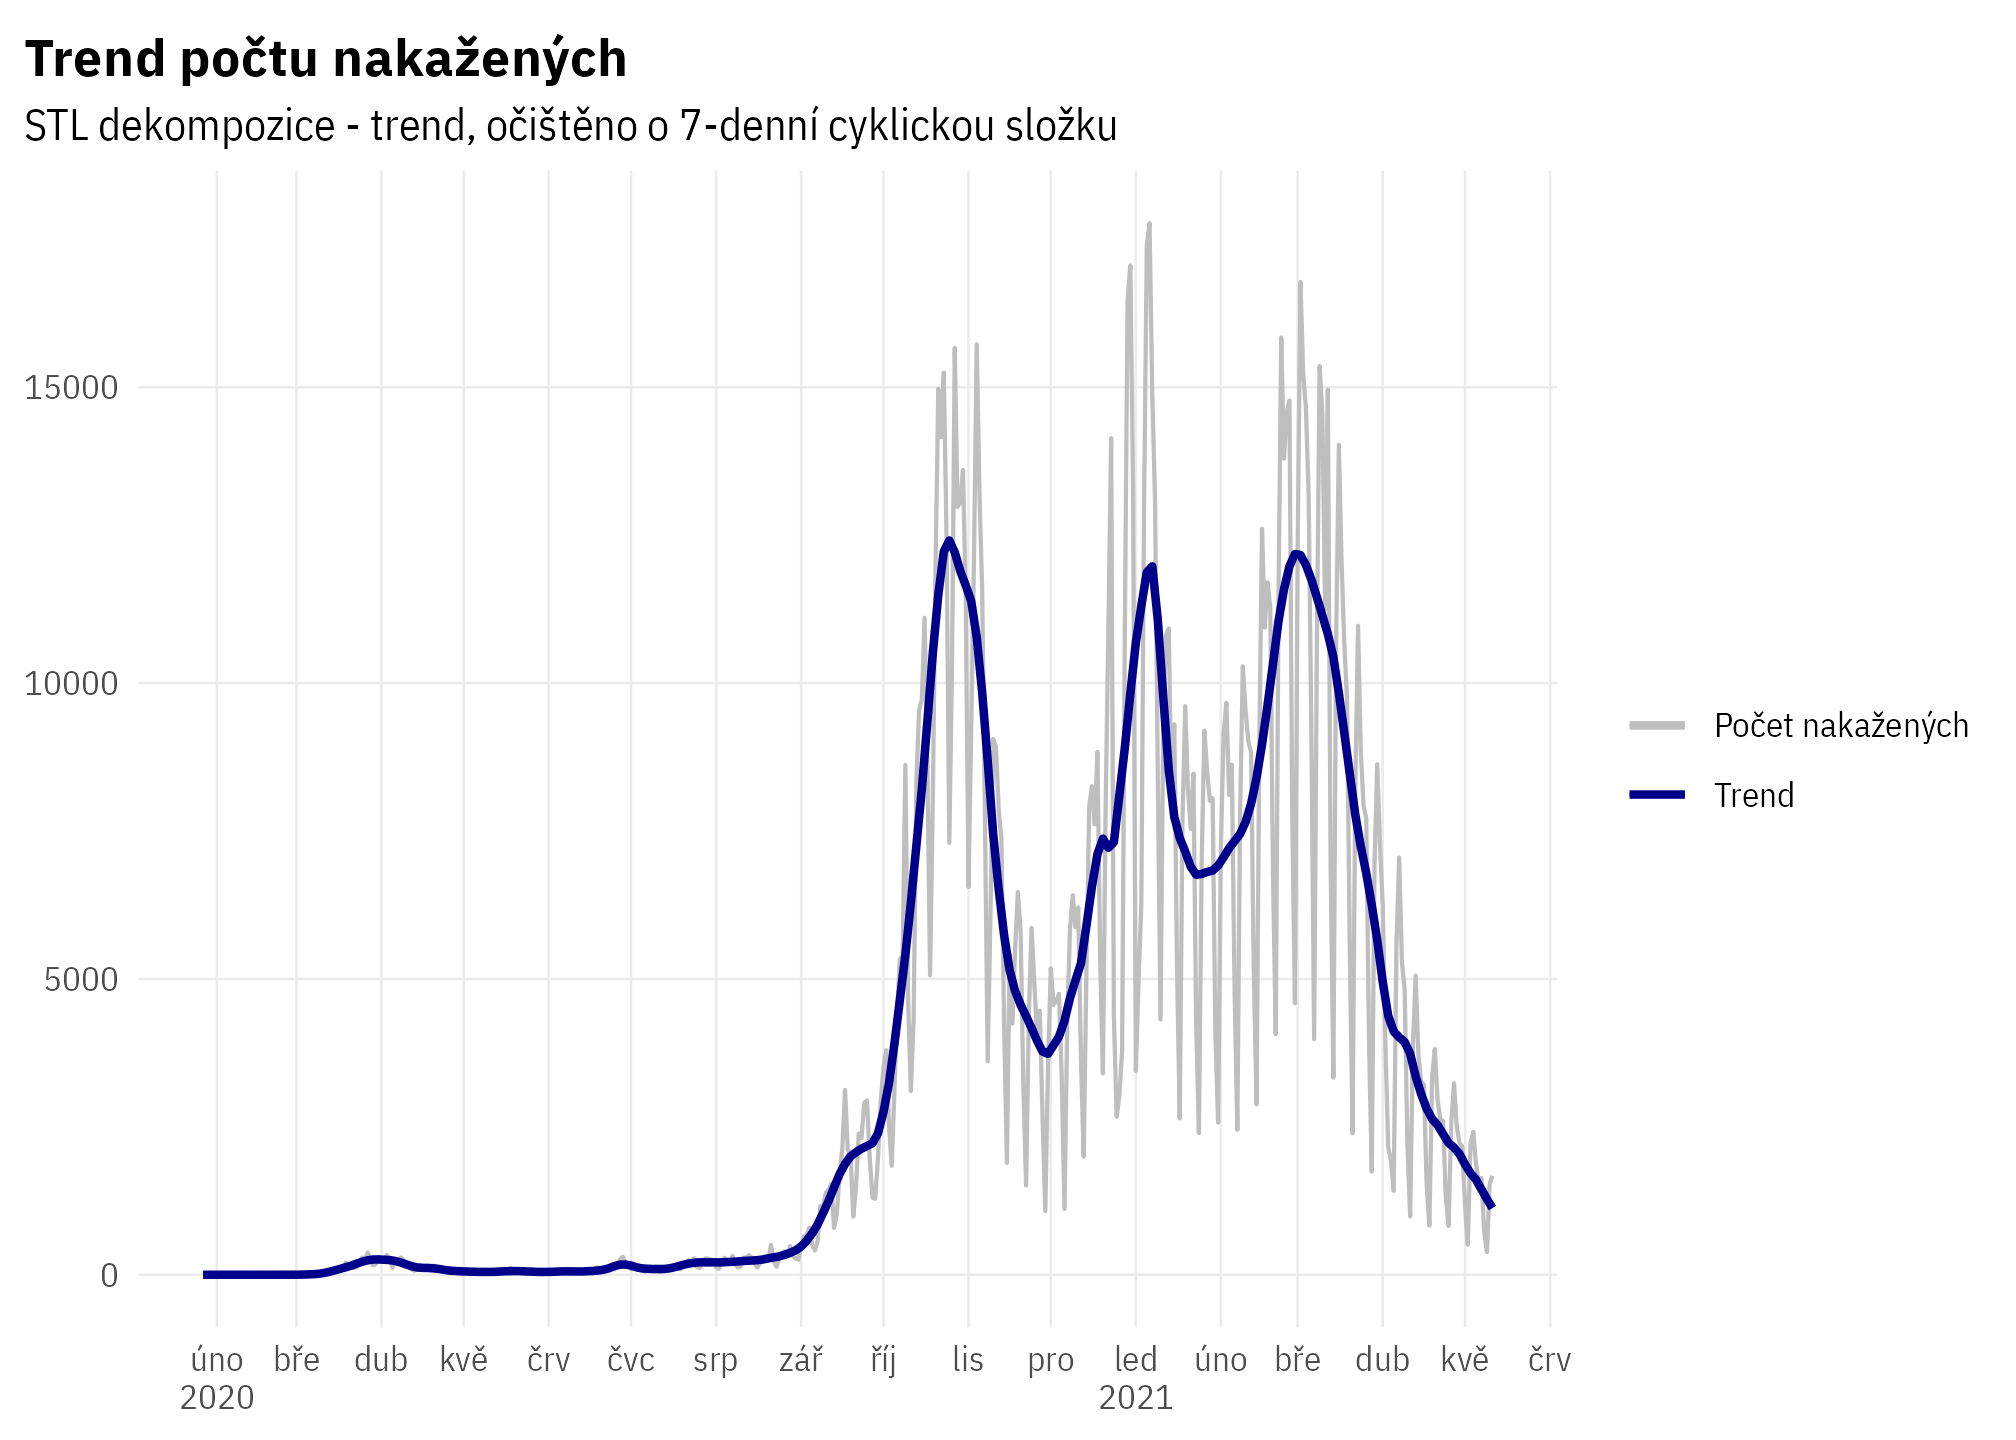 Trend počtu nakažených
STL dekompozice - trend, očištěno o 7-denní cyklickou složku
15000
10000
5000
0
Počet nakažených
Trend
úno bře dub kvě črv čvc srp zář říj lis pro led úno bře dub kvě črv
2020 2021